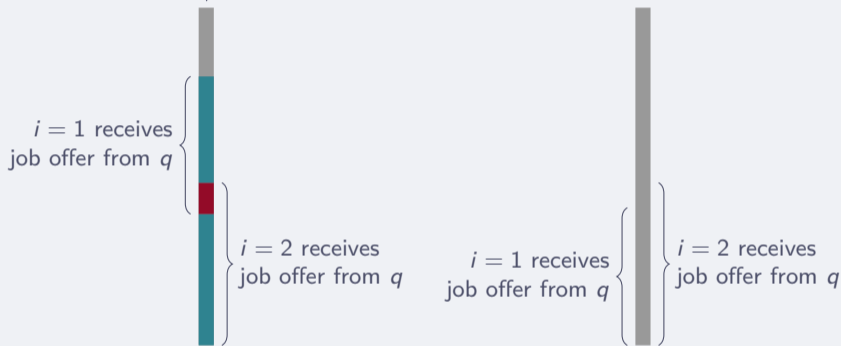 i = 1 receives
job offer from q
i = 2 receives
job offer from q
i = 1 receives
job offer from q
i = 2 receives
job offer from q